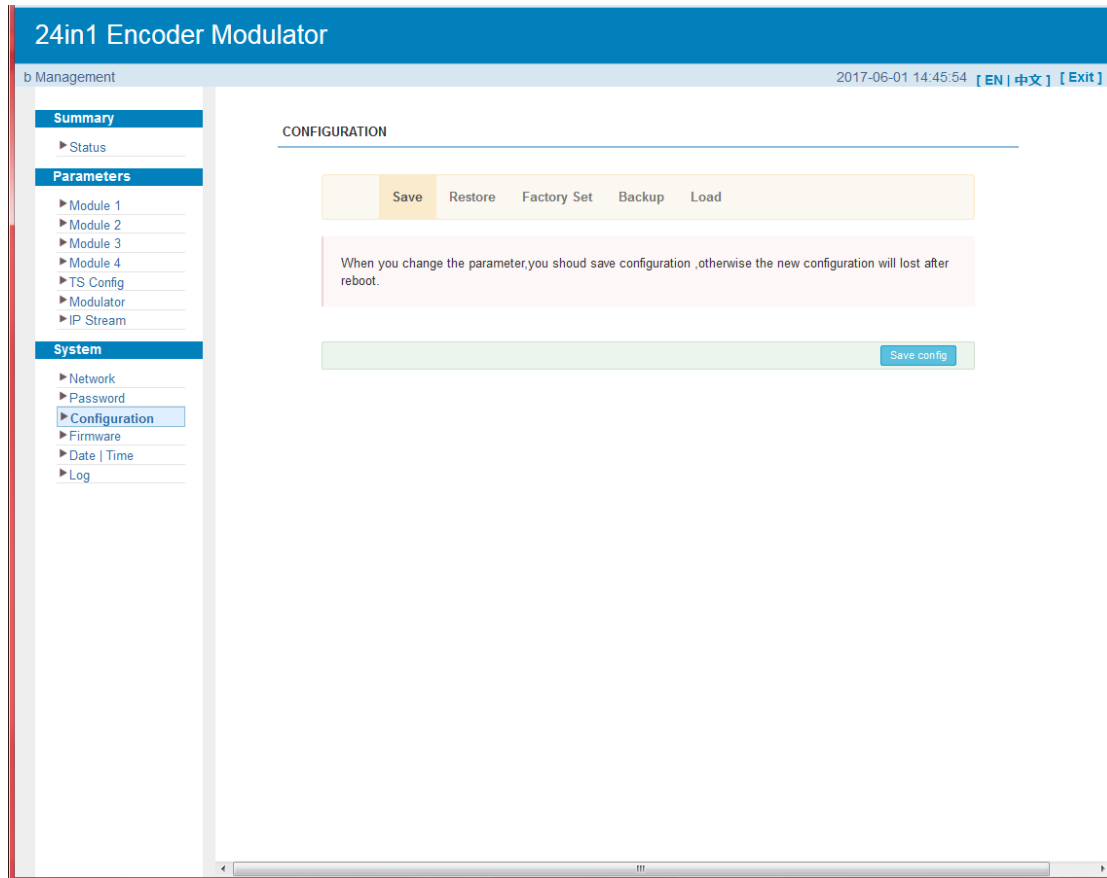 24in1 Encoder Modulator
b Management 2017-06-01 14:45:54 [ EN | 中文 ] [ Exit ]
Summary
Status
Parameters
Module 1
Module 2
Module 3
Module 4
TS Config
Modulator
IP Stream
System
Network
Password
Configuration
Firmware
Date | Time
Log
CONFIGURATION
Save Restore Factory Set Backup Load
When you change the parameter,you shoud save configuration ,otherwise the new configuration will lost after
reboot.
Save config